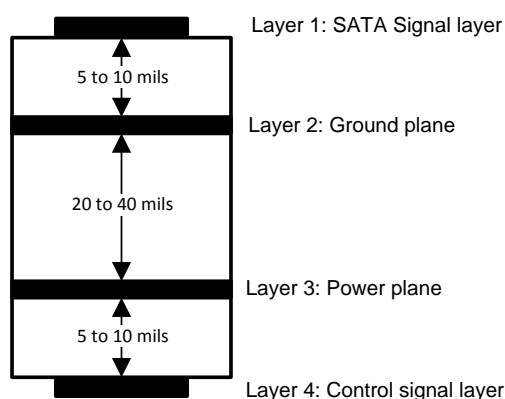 Layer 1: SATA Signal layer
5 to 10 mils
Layer 2: Ground plane
20 to 40 mils
Layer 3: Power plane
5 to 10 mils
Layer 4: Control signal layer